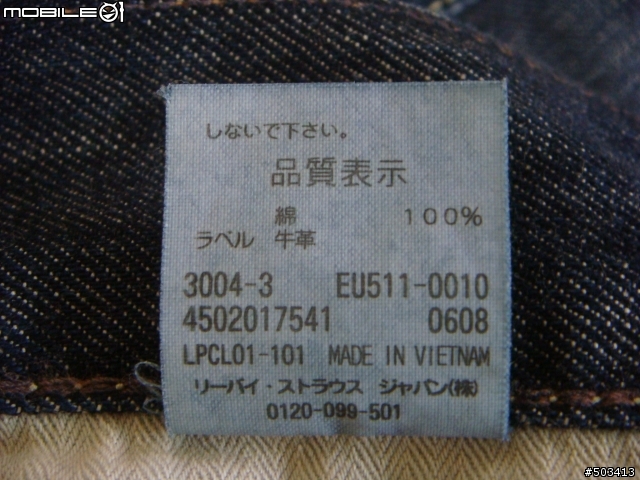 MOBILE01
しないで下さい。
品質表示
綿 100%
ラベル 牛革
3004-3 EU511-0010
4502017541 0608
LPCL01-101 MADE IN VIETNAM
リーバイ・ストラウス ジャパン(株)
0120-099-501
#503413